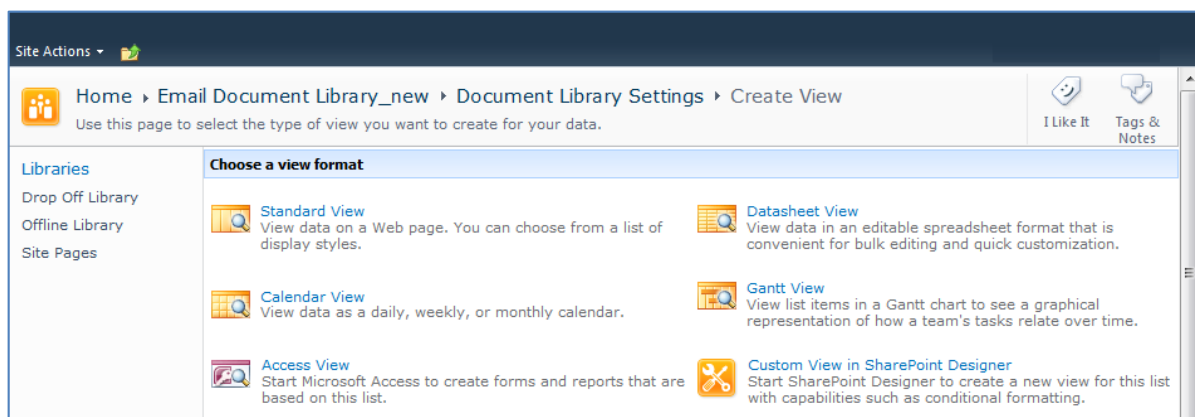 Site Actions
Home Email Document Library_new Document Library Settings Create View
Use this page to select the type of view you want to create for your data.
I Like It
Tags &
Notes
Libraries
Drop Off Library
Offline Library
Site Pages
Choose a view format
Standard View
View data on a Web page. You can choose from a list of
display styles.
Datasheet View
View data in an editable spreadsheet format that is
convenient for bulk editing and quick customization.
Calendar View
View data as a daily, weekly, or monthly calendar.
Gantt View
View list items in a Gantt chart to see a graphical
representation of how a team's tasks relate over time.
Access View
Start Microsoft Access to create forms and reports that are
based on this list.
Custom View in SharePoint Designer
Start SharePoint Designer to create a new view for this list
with capabilities such as conditional formatting.